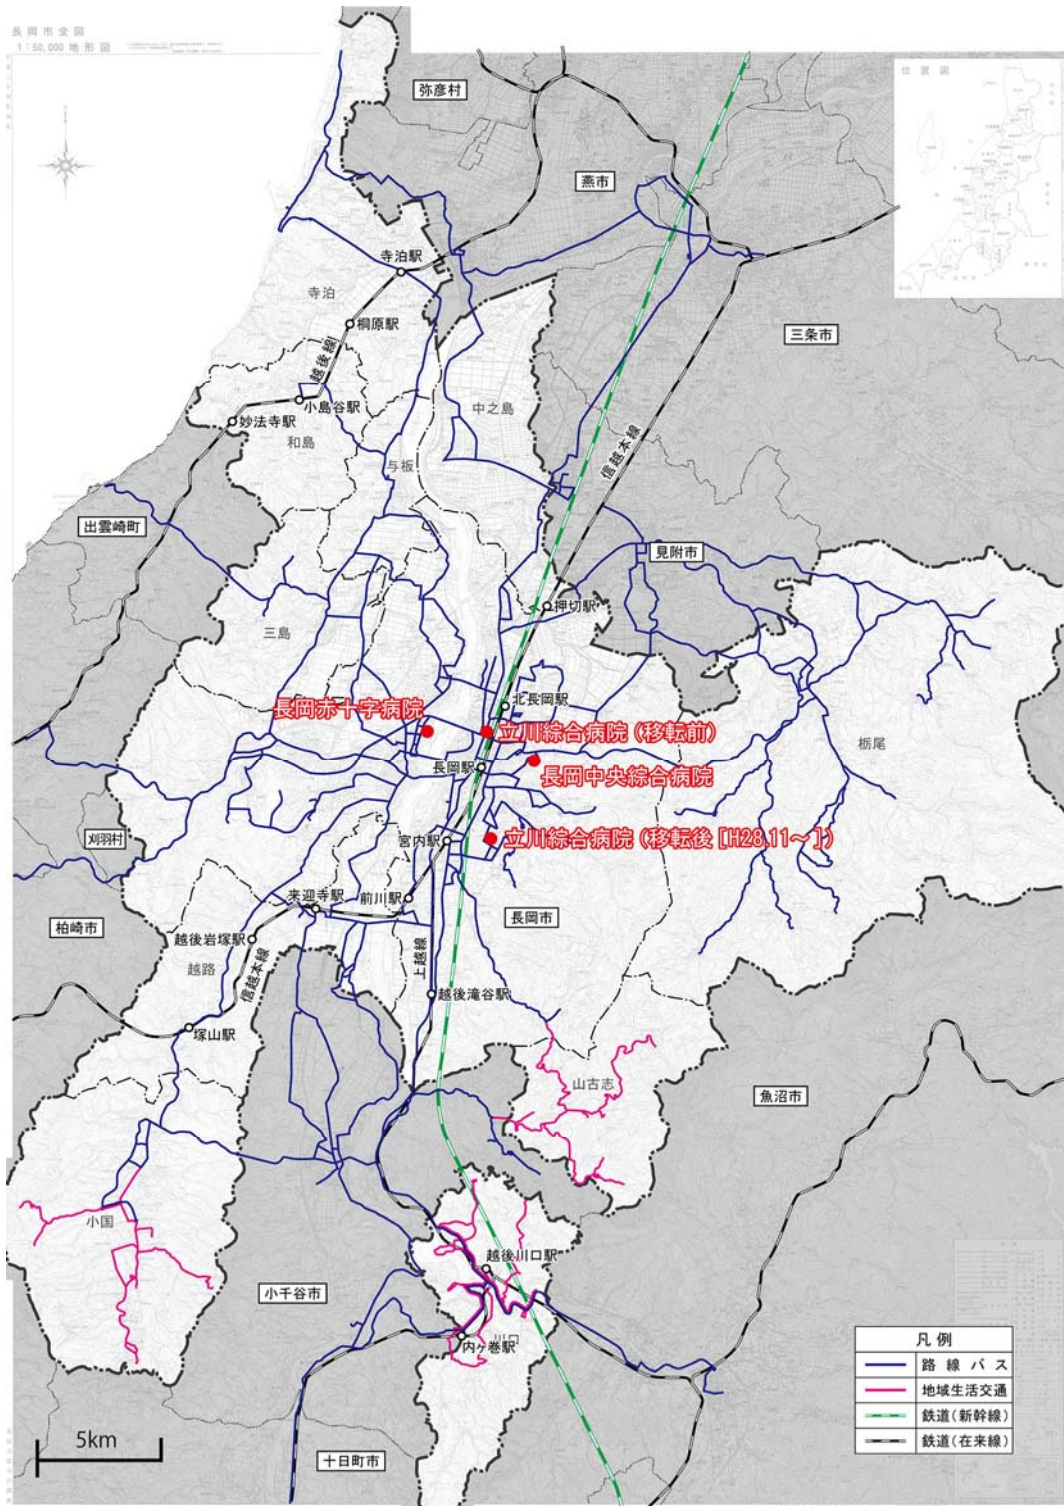 長岡市全図
1:50,000 地形図
位置図
弥彦村
燕市
寺泊駅
寺泊
桐原駅
越後線
三条市
中之島
小島谷駅
妙法寺駅
和島
与板
信越本線
出雲崎町
見附市
押切駅
三島
北長岡駅
長岡赤十字病院
立川綜合病院(移転前)
栃尾
長岡駅
長岡中央綜合病院
刈羽村
宮内駅
立川綜合病院(移転後[H28.11~])
来迎寺駅
前川駅
長岡市
柏崎市
越後岩塚駅
越路
信越本線
上越線
越後滝谷駅
塚山駅
山古志
魚沼市
小国
越後川口駅
小千谷市
川口
内ヶ巻駅
凡例
路線バス
地域生活交通
鉄道(新幹線)
鉄道(在来線)
5km
十日町市